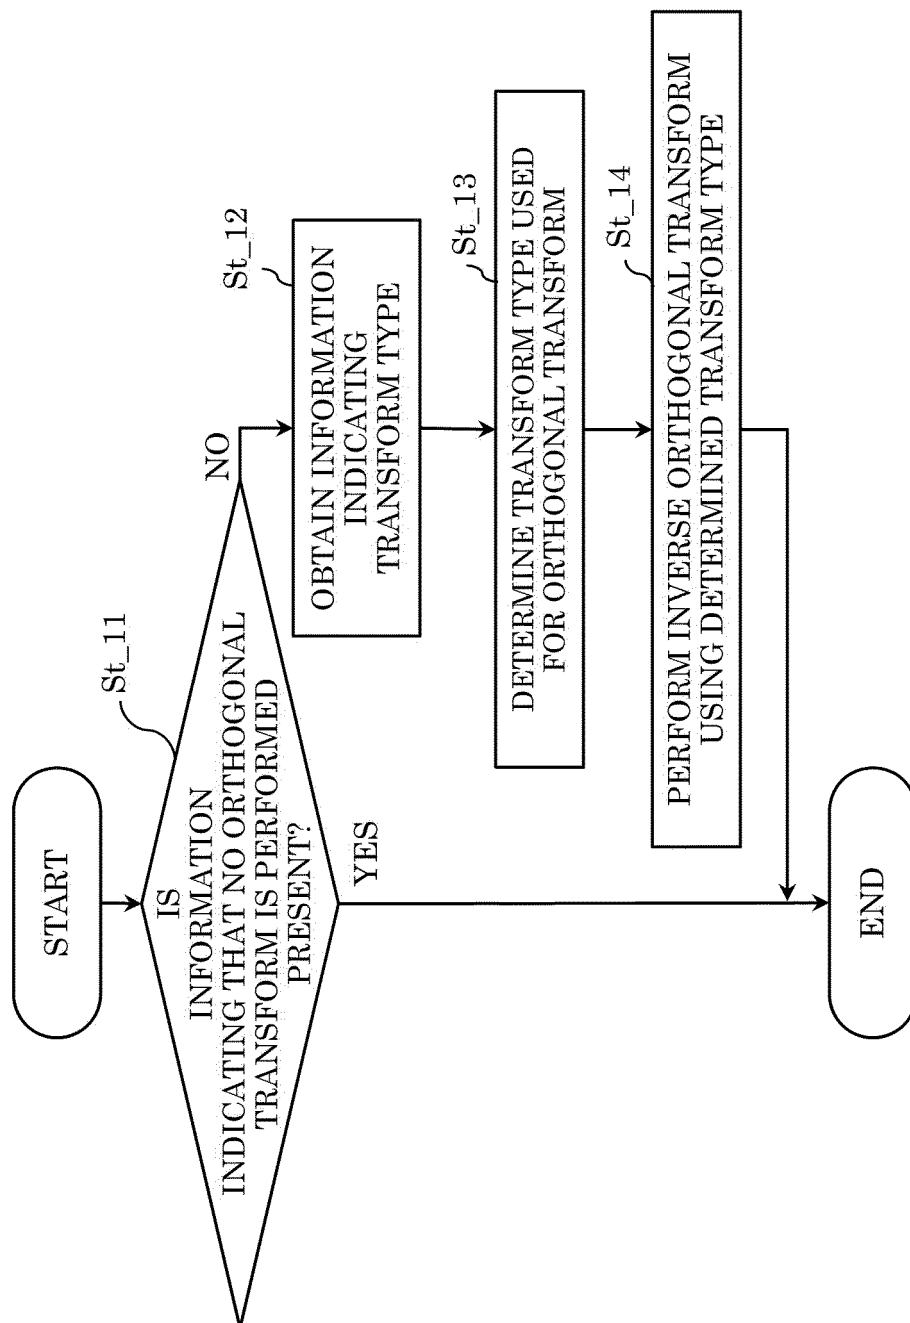 START
St_11
IS
INFORMATION
INDICATING THAT NO ORTHOGONAL
TRANSFORM IS PERFORMED
PRESENT?
NO
YES
St_12
OBTAIN INFORMATION
INDICATING
TRANSFORM TYPE
St_13
DETERMINE TRANSFORM TYPE USED
FOR ORTHOGONAL TRANSFORM
St_14
PERFORM INVERSE ORTHOGONAL TRANSFORM
USING DETERMINED TRANSFORM TYPE
END